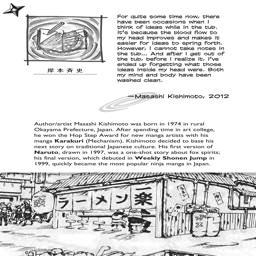 For quite some time now, there
have been occasions when I
think of ideas while in the tub.
It's because the blood flow to
my head improves and makes it
easier for ideas to spring forth.
However, I cannot take notes in
the tub... And after I get out of
the tub, before I realize it, I've
ended up forgetting what those
ideas inside my head were. Both
my mind and body have been
washed clean.
岸本斉史
—Masashi Kishimoto, 2012
Author/artist Masashi Kishimoto was born in 1974 in rural
Okayama Prefecture, Japan. After spending time in art college,
he won the Hop Step Award for new manga artists with his
manga Karakuri (Mechanism). Kishimoto decided to base his
next story on traditional Japanese culture. His first version of
Naruto, drawn in 1997, was a one-shot story about fox spirits;
his final version, which debuted in Weekly Shonen Jump in
1999, quickly became the most popular ninja manga in Japan.
ラーメン
楽